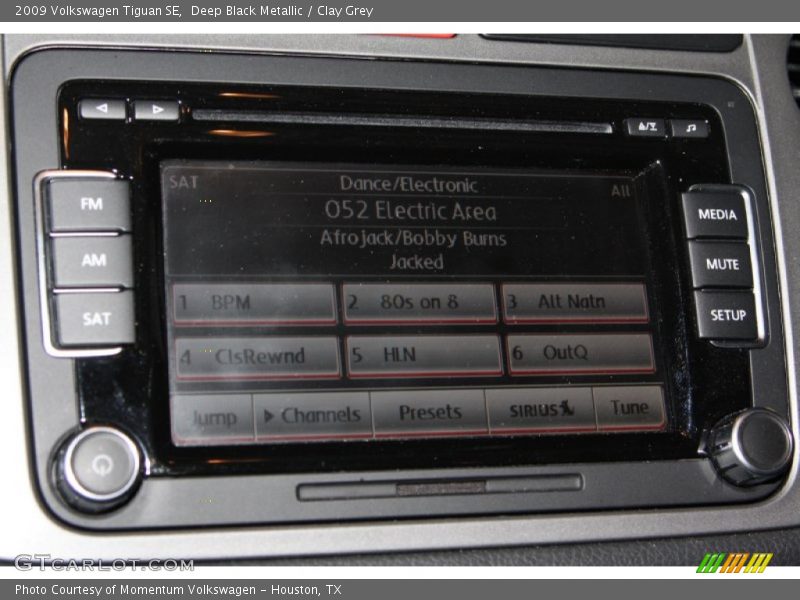 2009 Volkswagen Tiguan SE, Deep Black Metallic / Clay Grey
SAT
Dance/Electronic
All
052 Electric Area
Afrojack/Bobby Burns
Jacked
FM
AM
SAT
MEDIA
MUTE
SETUP
1 BPM
2 80s on 8
3 Alt Natn
4 ClsRewnd
5 HLN
6 OutQ
Jump
Channels
Presets
SIRIUS
Tune
GTCARLOT.COM
Photo Courtesy of Momentum Volkswagen - Houston, TX